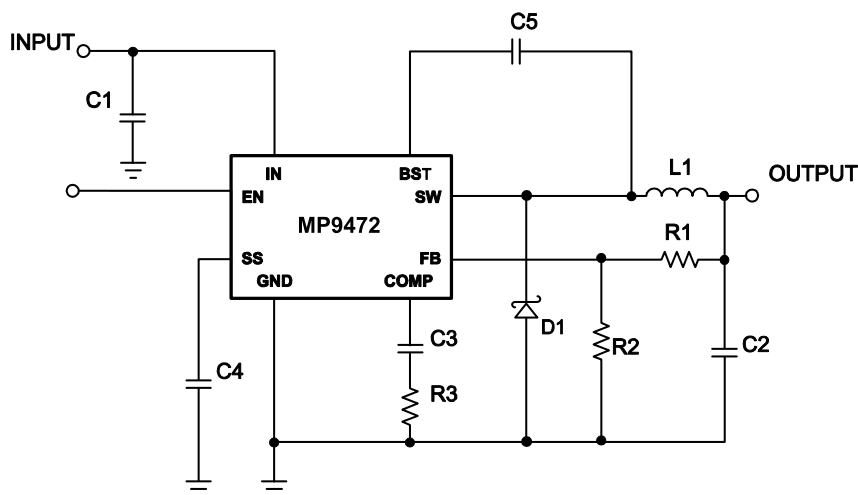 C5
INPUT
C1
IN
BST
L1
OUTPUT
EN
SW
MP9472
R1
SS
FB
GND
COMP
D1
C3
R2
C2
C4
R3